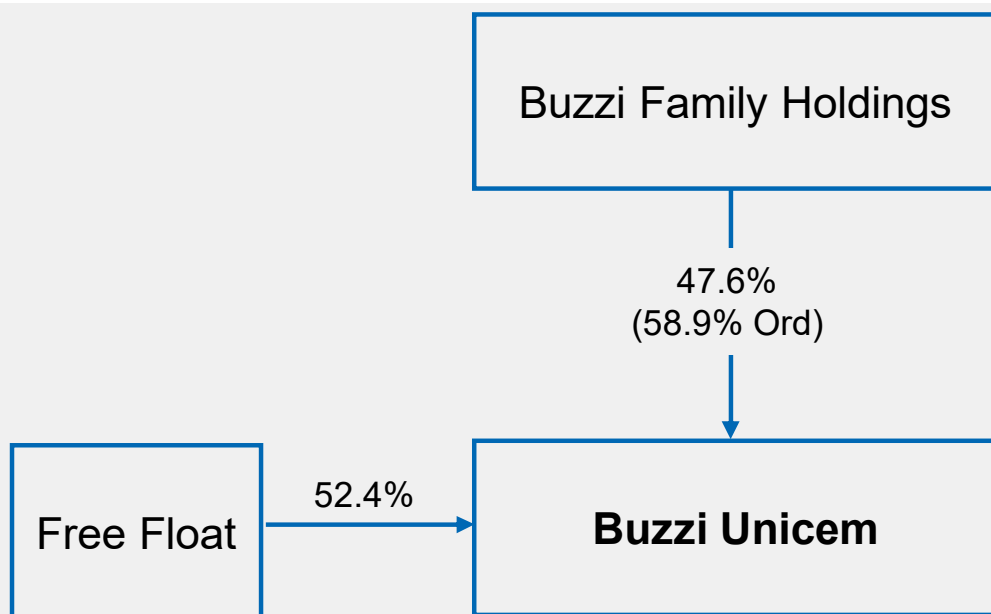 Buzzi Family Holdings
47.6%
(58.9% Ord)
52.4%
Free Float
Buzzi Unicem